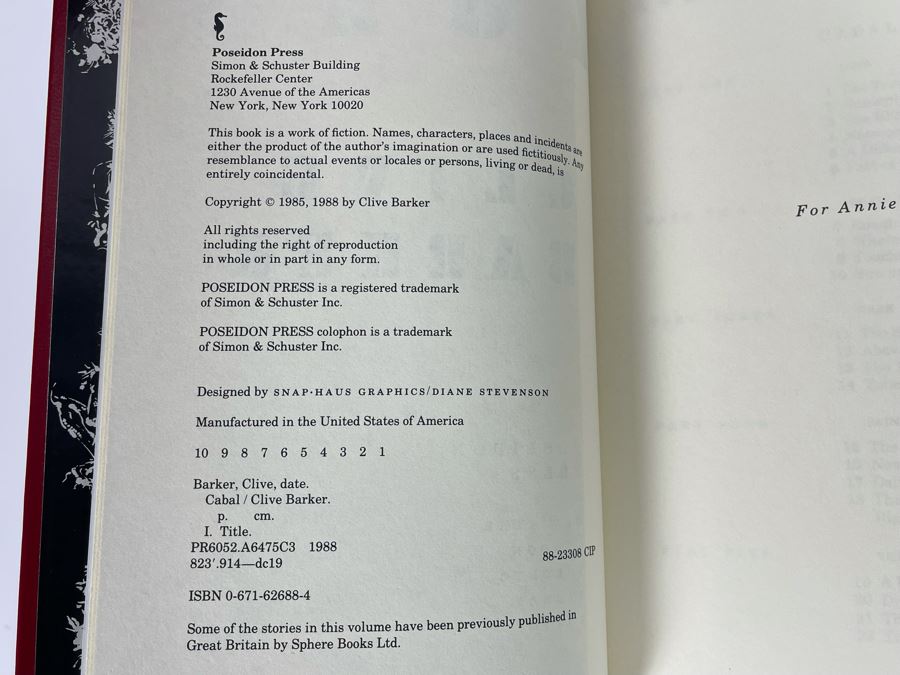 Poseidon Press
Simon & Schuster Building
Rockefeller Center
1230 Avenue of the Americas
New York, New York 10020
This book is a work of fiction. Names, characters, places and incidents are
either the product of the author's imagination or are used fictitiously. Any
resemblance to actual events or locales or persons, living or dead, is
entirely coincidental.
Copyright © 1985, 1988 by Clive Barker
All rights reserved
including the right of reproduction
in whole or in part in any form.
POSEIDON PRESS is a registered trademark
of Simon & Schuster Inc.
POSEIDON PRESS colophon is a trademark
of Simon & Schuster Inc.
Designed by SNAP·HAUS GRAPHICS/DIANE STEVENSON
Manufactured in the United States of America
10 9 8 7 6 5 4 3 2 1
Barker, Clive, date.
Cabal / Clive Barker.
p. cm.
I. Title.
PR6052.A6475C3 1988
823'.914—dc19
88-23308 CIP
ISBN 0-671-62688-4
Some of the stories in this volume have been previously published in
Great Britain by Sphere Books Ltd.
For Annie